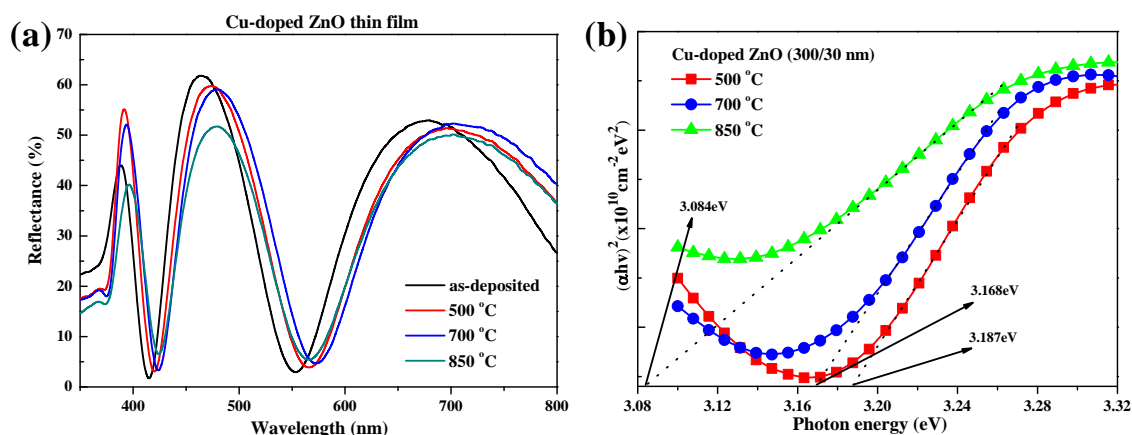 (a)
Cu-doped ZnO thin film
70
60
50
40
30
20
10
0
Reflectance (%)
as-deposited
500 °C
700 °C
850 °C
400 500 600 700 800
Wavelength (nm)
(b)
Cu-doped ZnO (300/30 nm)
500 °C
700 °C
850 °C
(αhν)² (x10¹⁰cm⁻²eV²)
3.084eV
3.168eV
3.187eV
3.08 3.12 3.16 3.20 3.24 3.28 3.32
Photon energy (eV)